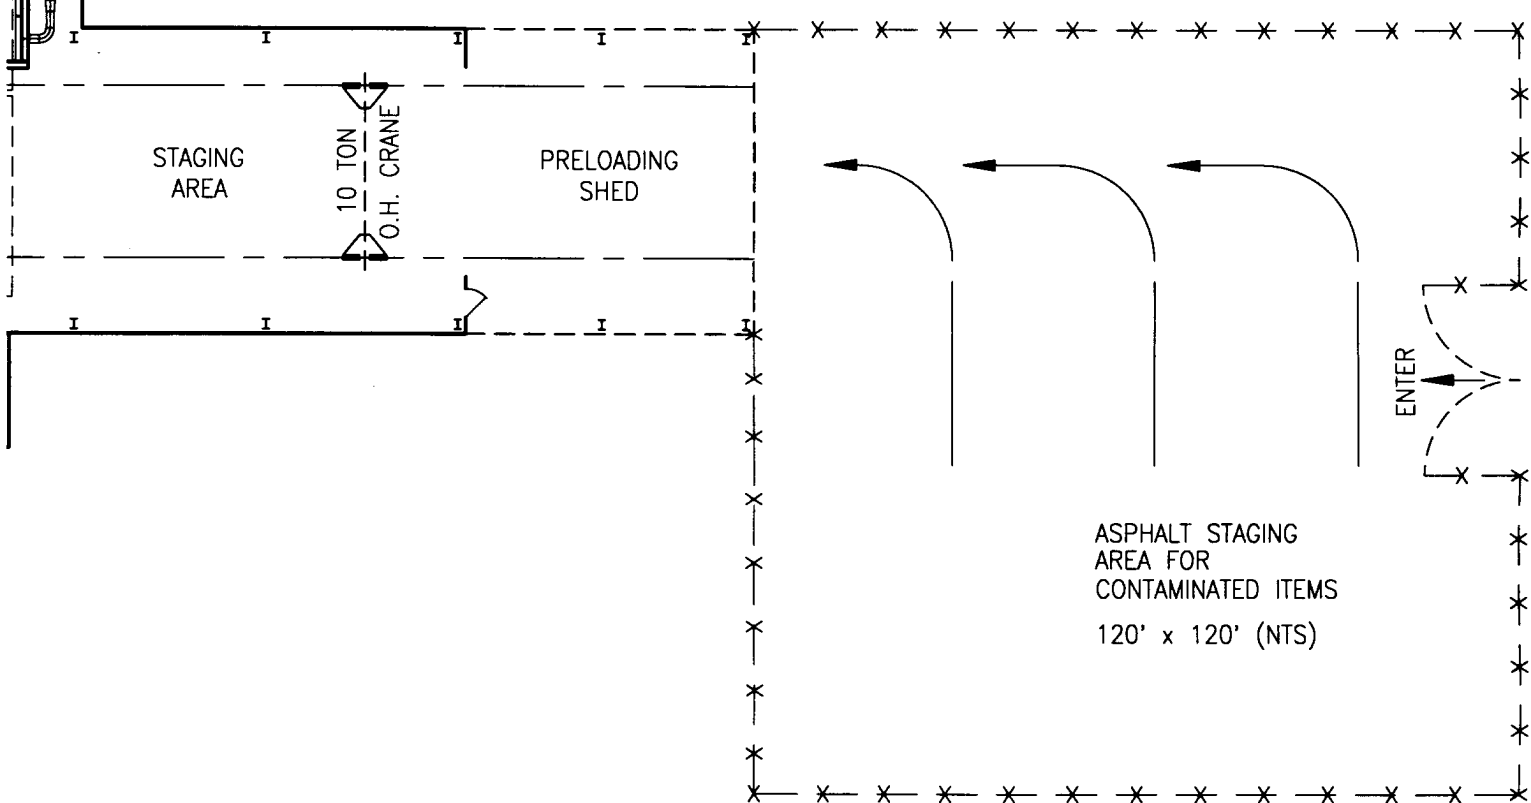 STAGING
AREA
10 TON
O.H. CRANE
PRELOADING
SHED
ENTER
ASPHALT STAGING
AREA FOR
CONTAMINATED ITEMS
120' x 120' (NTS)